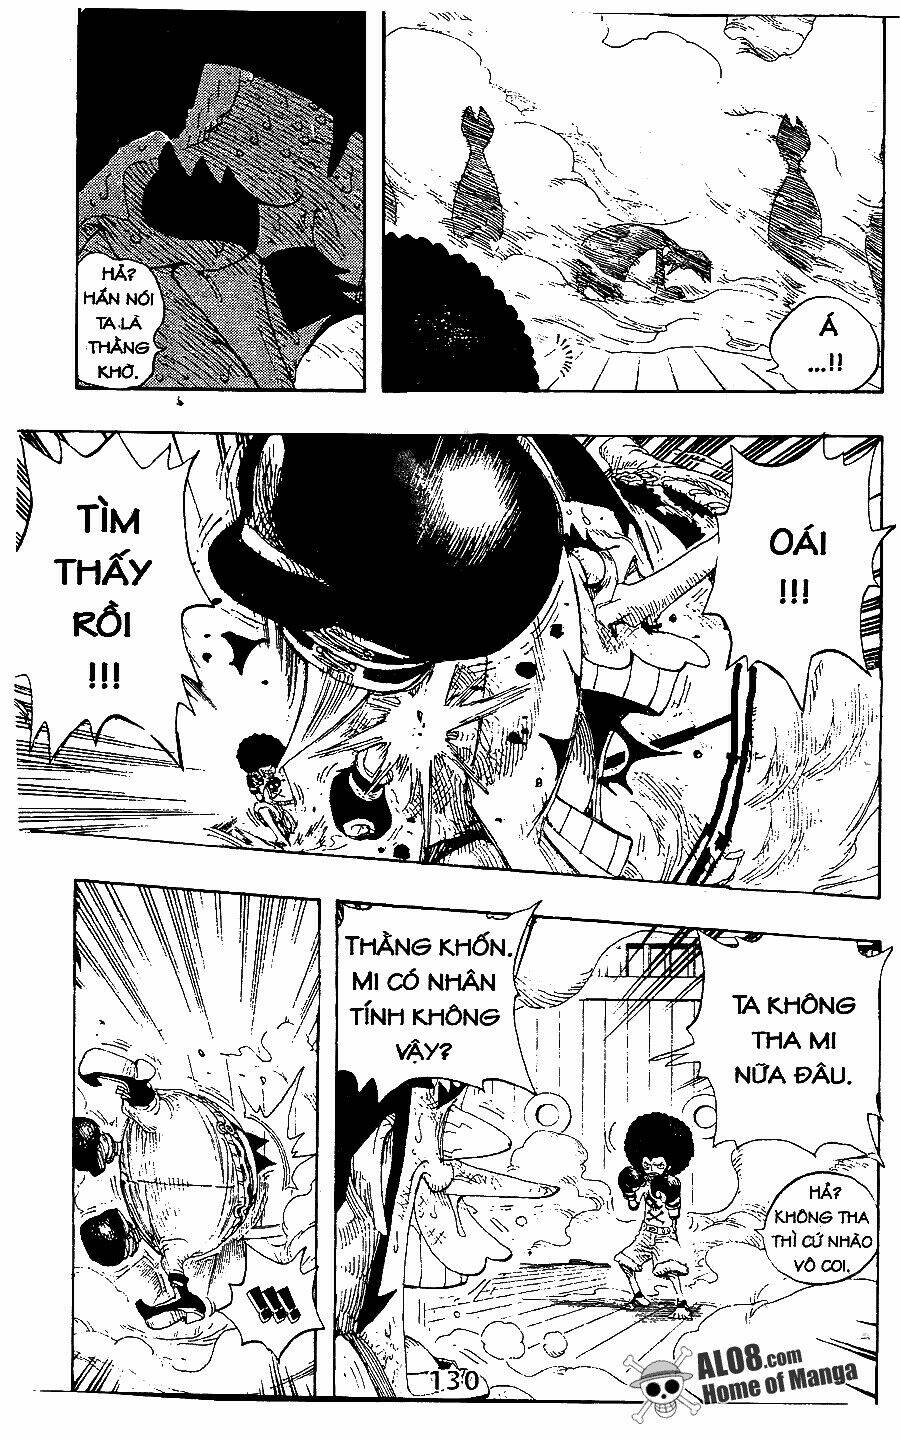 Á
...!!
HẢ?
HẮN NÓI
TA LÀ
THẰNG
KHỜ.
OÁI
!!!
TÌM
THẤY
RỒI
!!!
TA KHÔNG
THA MI
NỮA ĐÂU.
THẰNG KHỐN.
MI CÓ NHÂN
TÍNH KHÔNG
VẬY?
HẢ?
KHÔNG THA
THÌ CỨ NHÀO
VÔ COI.
!!!
130
ALO8.com
Home of Manga